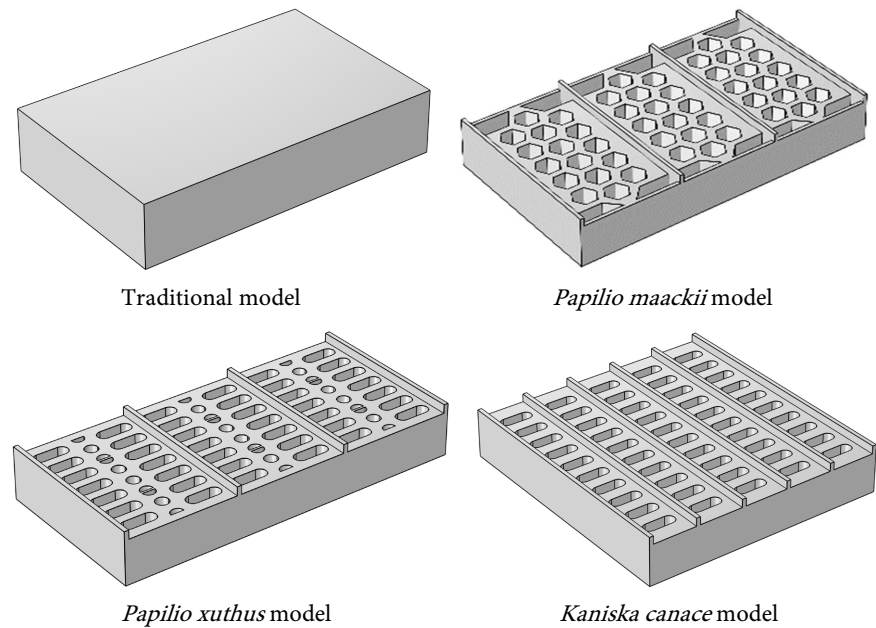 Traditional model
Papilio maackii model
Papilio xuthus model
Kaniska canace model